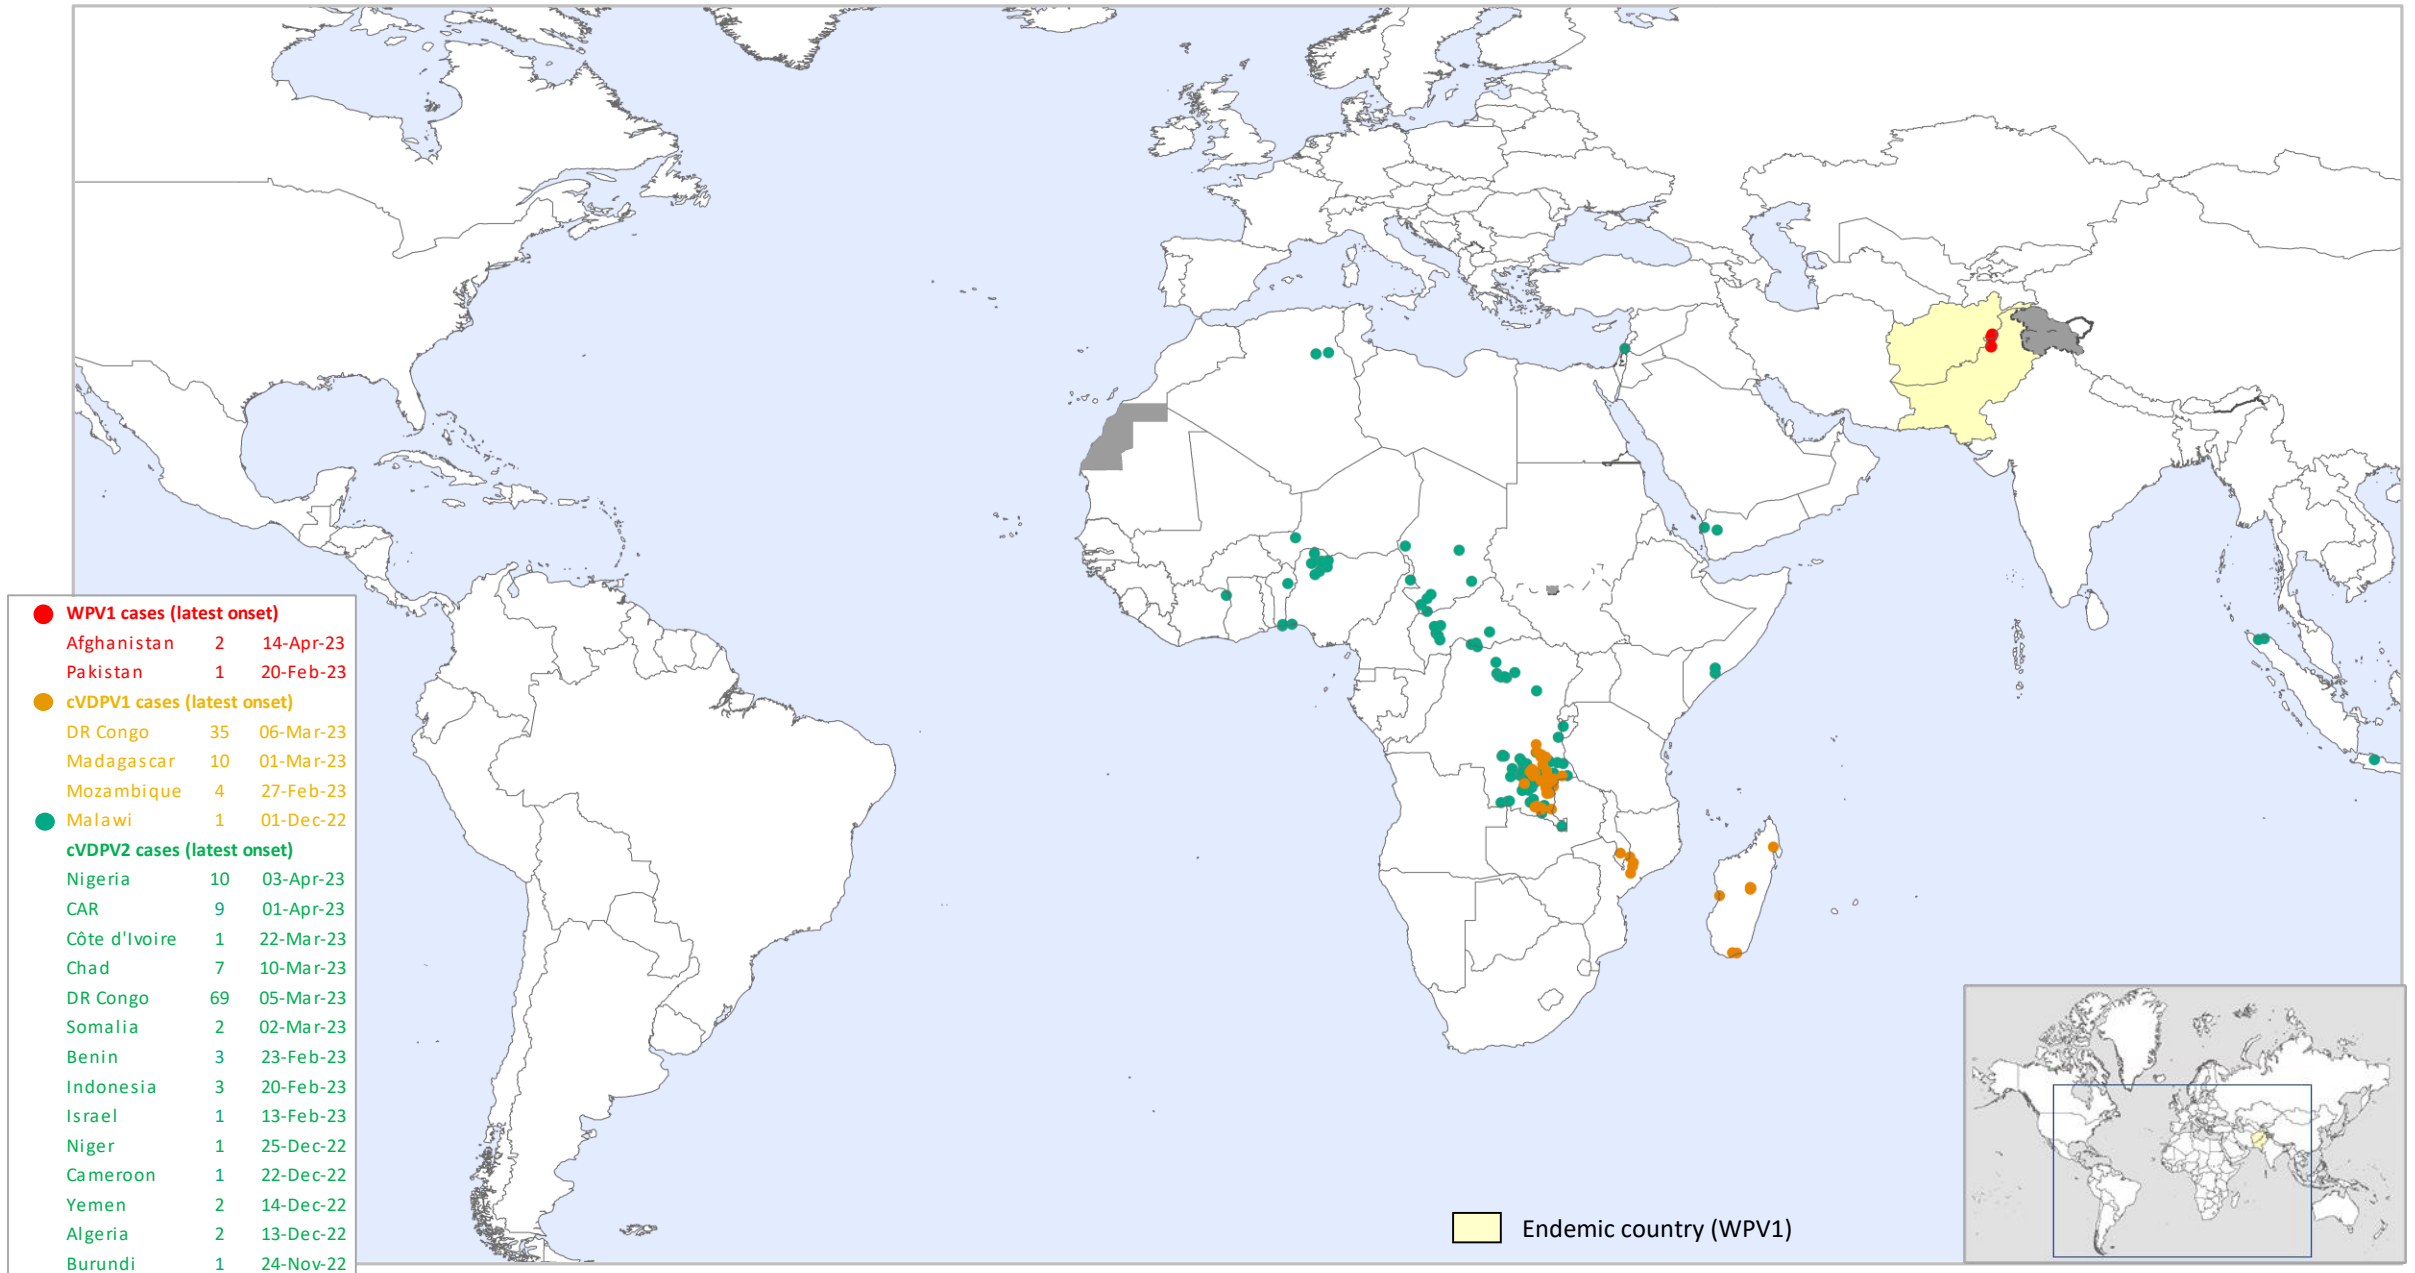 WPV1 cases (latest onset)
Afghanistan 2 14-Apr-23
Pakistan 1 20-Feb-23
cVDPV1 cases (latest onset)
DR Congo 35 06-Mar-23
Madagascar 10 01-Mar-23
Mozambique 4 27-Feb-23
Malawi 1 01-Dec-22
cVDPV2 cases (latest onset)
Nigeria 10 03-Apr-23
CAR 9 01-Apr-23
Côte d'Ivoire 1 22-Mar-23
Chad 7 10-Mar-23
DR Congo 69 05-Mar-23
Somalia 2 02-Mar-23
Benin 3 23-Feb-23
Indonesia 3 20-Feb-23
Israel 1 13-Feb-23
Niger 1 25-Dec-22
Cameroon 1 22-Dec-22
Yemen 2 14-Dec-22
Algeria 2 13-Dec-22
Burundi 1 24-Nov-22
Endemic country (WPV1)